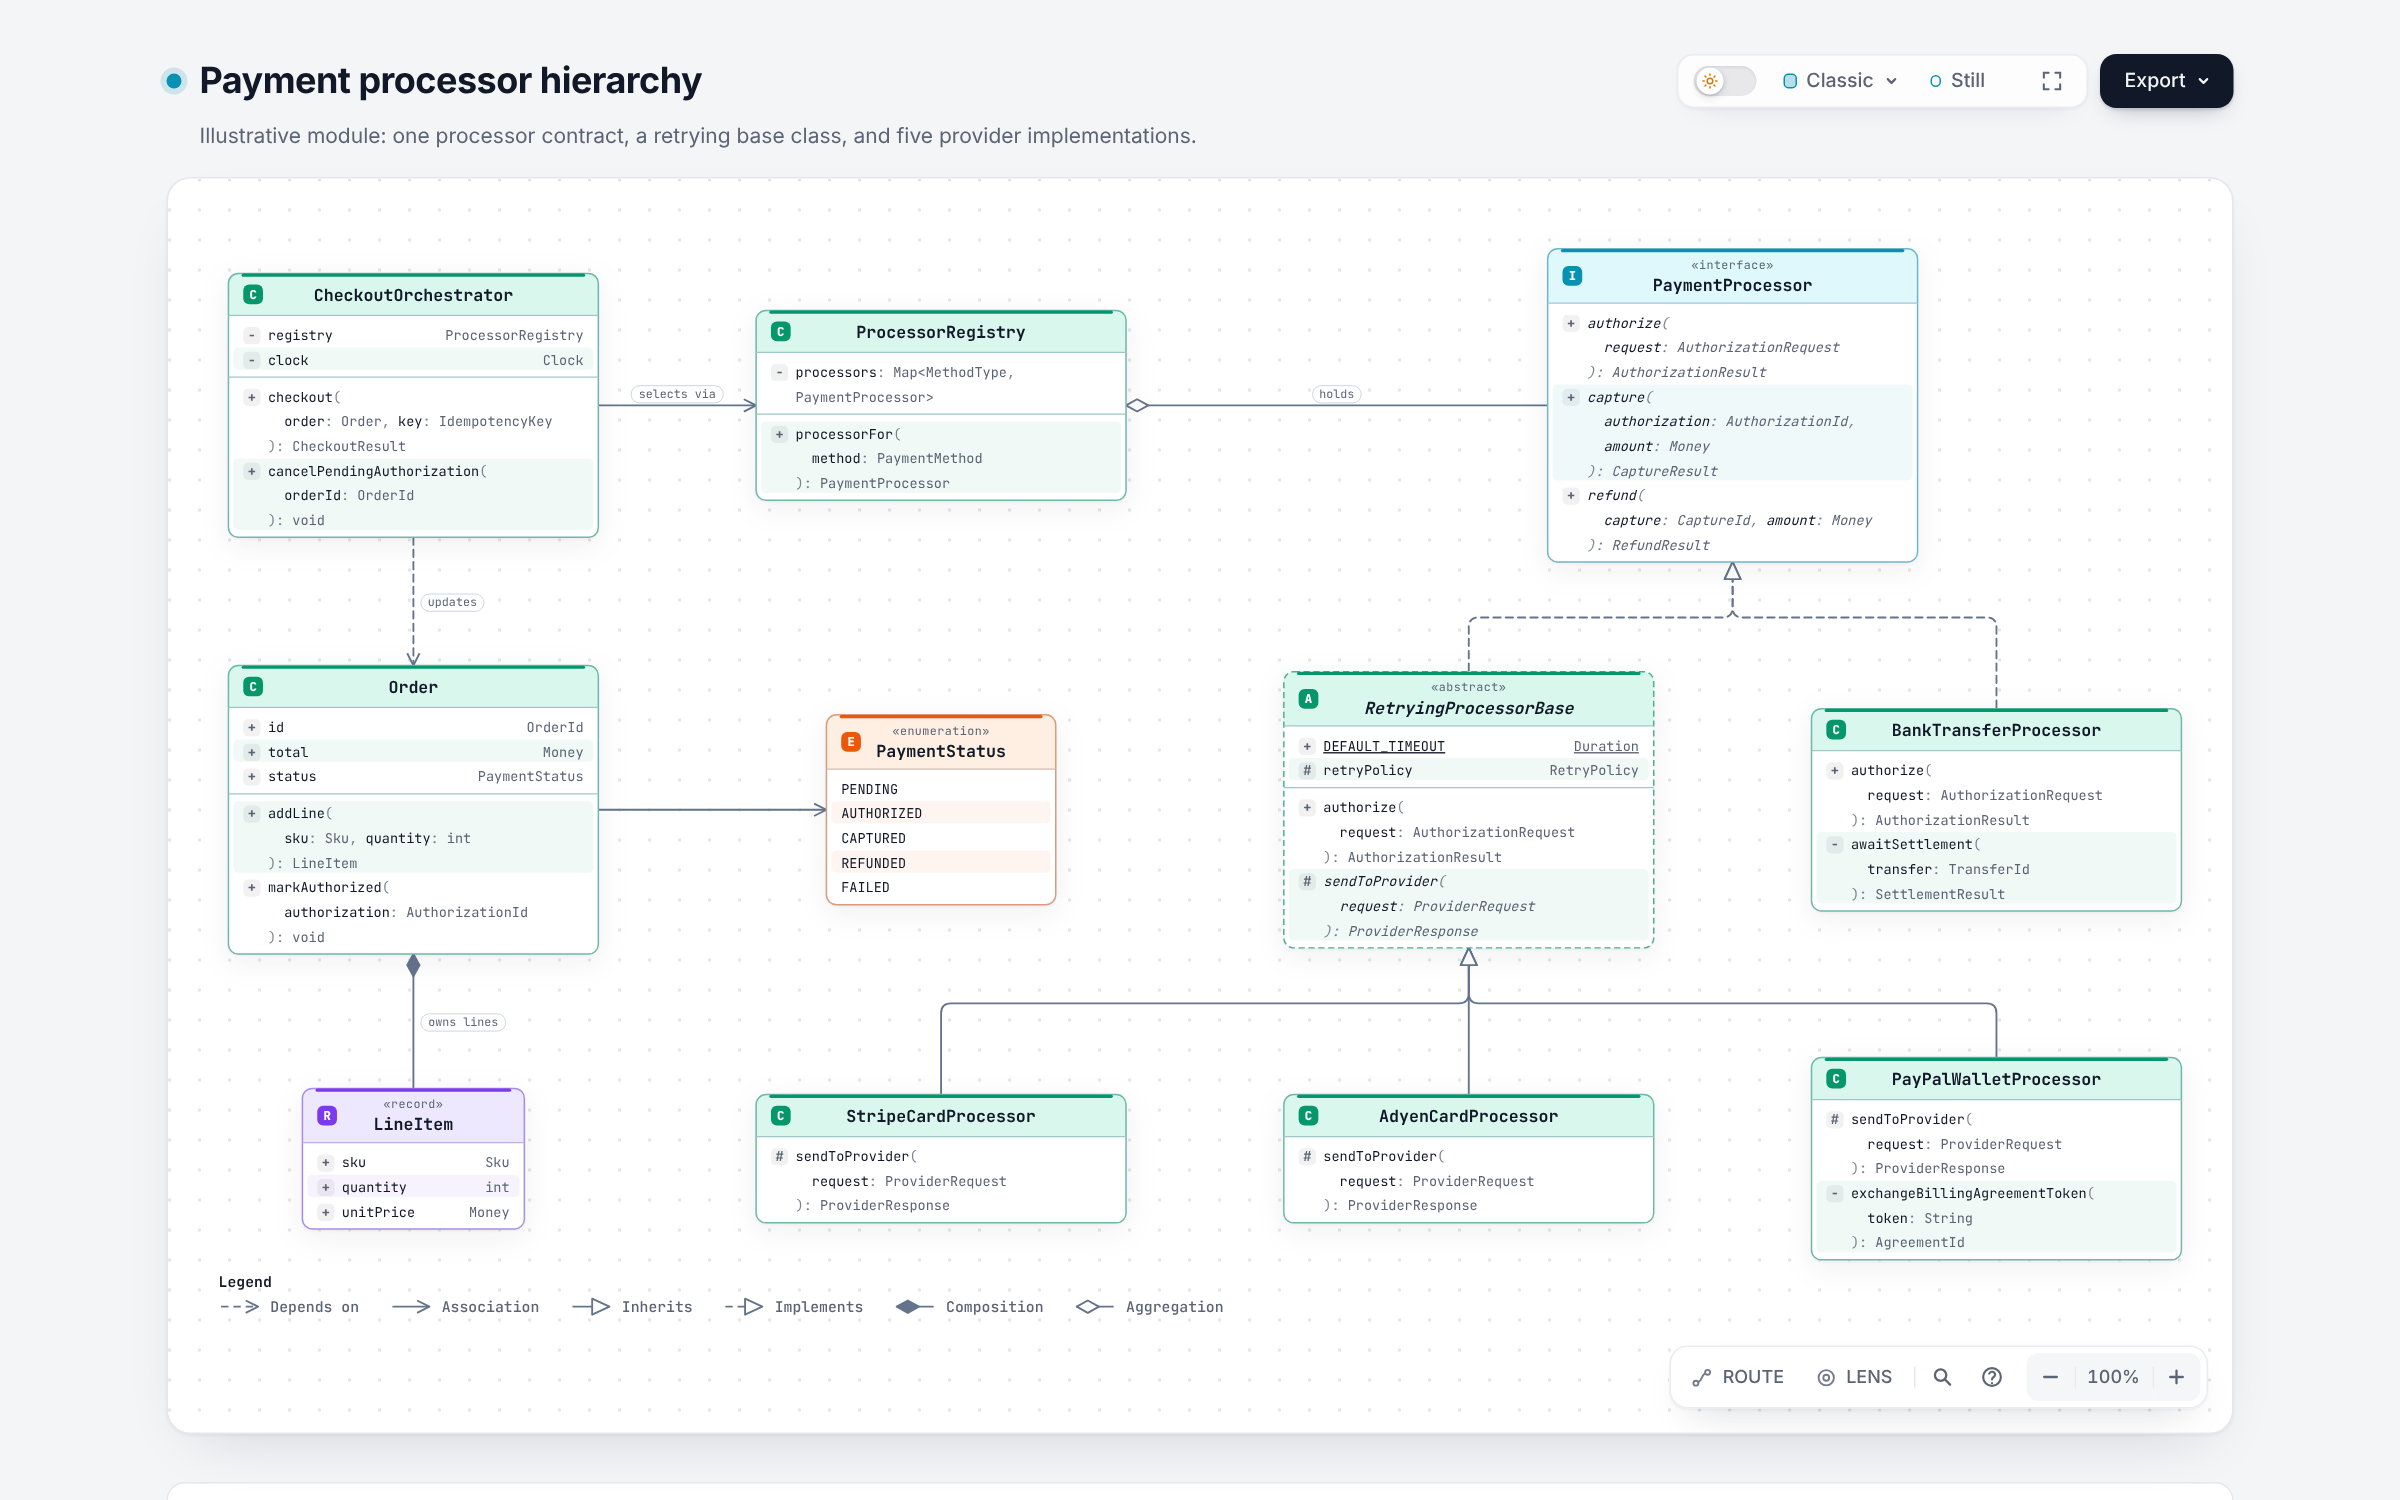 Payment processor hierarchy
Classic
Still
Export
Illustrative module: one processor contract, a retrying base class, and five provider implementations.
C CheckoutOrchestrator
- registry ProcessorRegistry
- clock Clock
+ checkout(
order: Order, key: IdempotencyKey
): CheckoutResult
+ cancelPendingAuthorization(
orderId: OrderId
): void
selects via
C ProcessorRegistry
- processors: Map<MethodType,
PaymentProcessor>
+ processorFor(
method: PaymentMethod
): PaymentProcessor
holds
«interface»
I PaymentProcessor
+ authorize(
request: AuthorizationRequest
): AuthorizationResult
+ capture(
authorization: AuthorizationId,
amount: Money
): CaptureResult
+ refund(
capture: CaptureId, amount: Money
): RefundResult
updates
C Order
+ id OrderId
+ total Money
+ status PaymentStatus
+ addLine(
sku: Sku, quantity: int
): LineItem
+ markAuthorized(
authorization: AuthorizationId
): void
«enumeration»
E PaymentStatus
PENDING
AUTHORIZED
CAPTURED
REFUNDED
FAILED
«abstract»
A RetryingProcessorBase
+ DEFAULT_TIMEOUT Duration
# retryPolicy RetryPolicy
+ authorize(
request: AuthorizationRequest
): AuthorizationResult
# sendToProvider(
request: ProviderRequest
): ProviderResponse
C BankTransferProcessor
+ authorize(
request: AuthorizationRequest
): AuthorizationResult
- awaitSettlement(
transfer: TransferId
): SettlementResult
owns lines
«record»
R LineItem
+ sku Sku
+ quantity int
+ unitPrice Money
C StripeCardProcessor
# sendToProvider(
request: ProviderRequest
): ProviderResponse
C AdyenCardProcessor
# sendToProvider(
request: ProviderRequest
): ProviderResponse
C PayPalWalletProcessor
# sendToProvider(
request: ProviderRequest
): ProviderResponse
- exchangeBillingAgreementToken(
token: String
): AgreementId
Legend
Depends on
Association
Inherits
Implements
Composition
Aggregation
ROUTE
LENS
100%